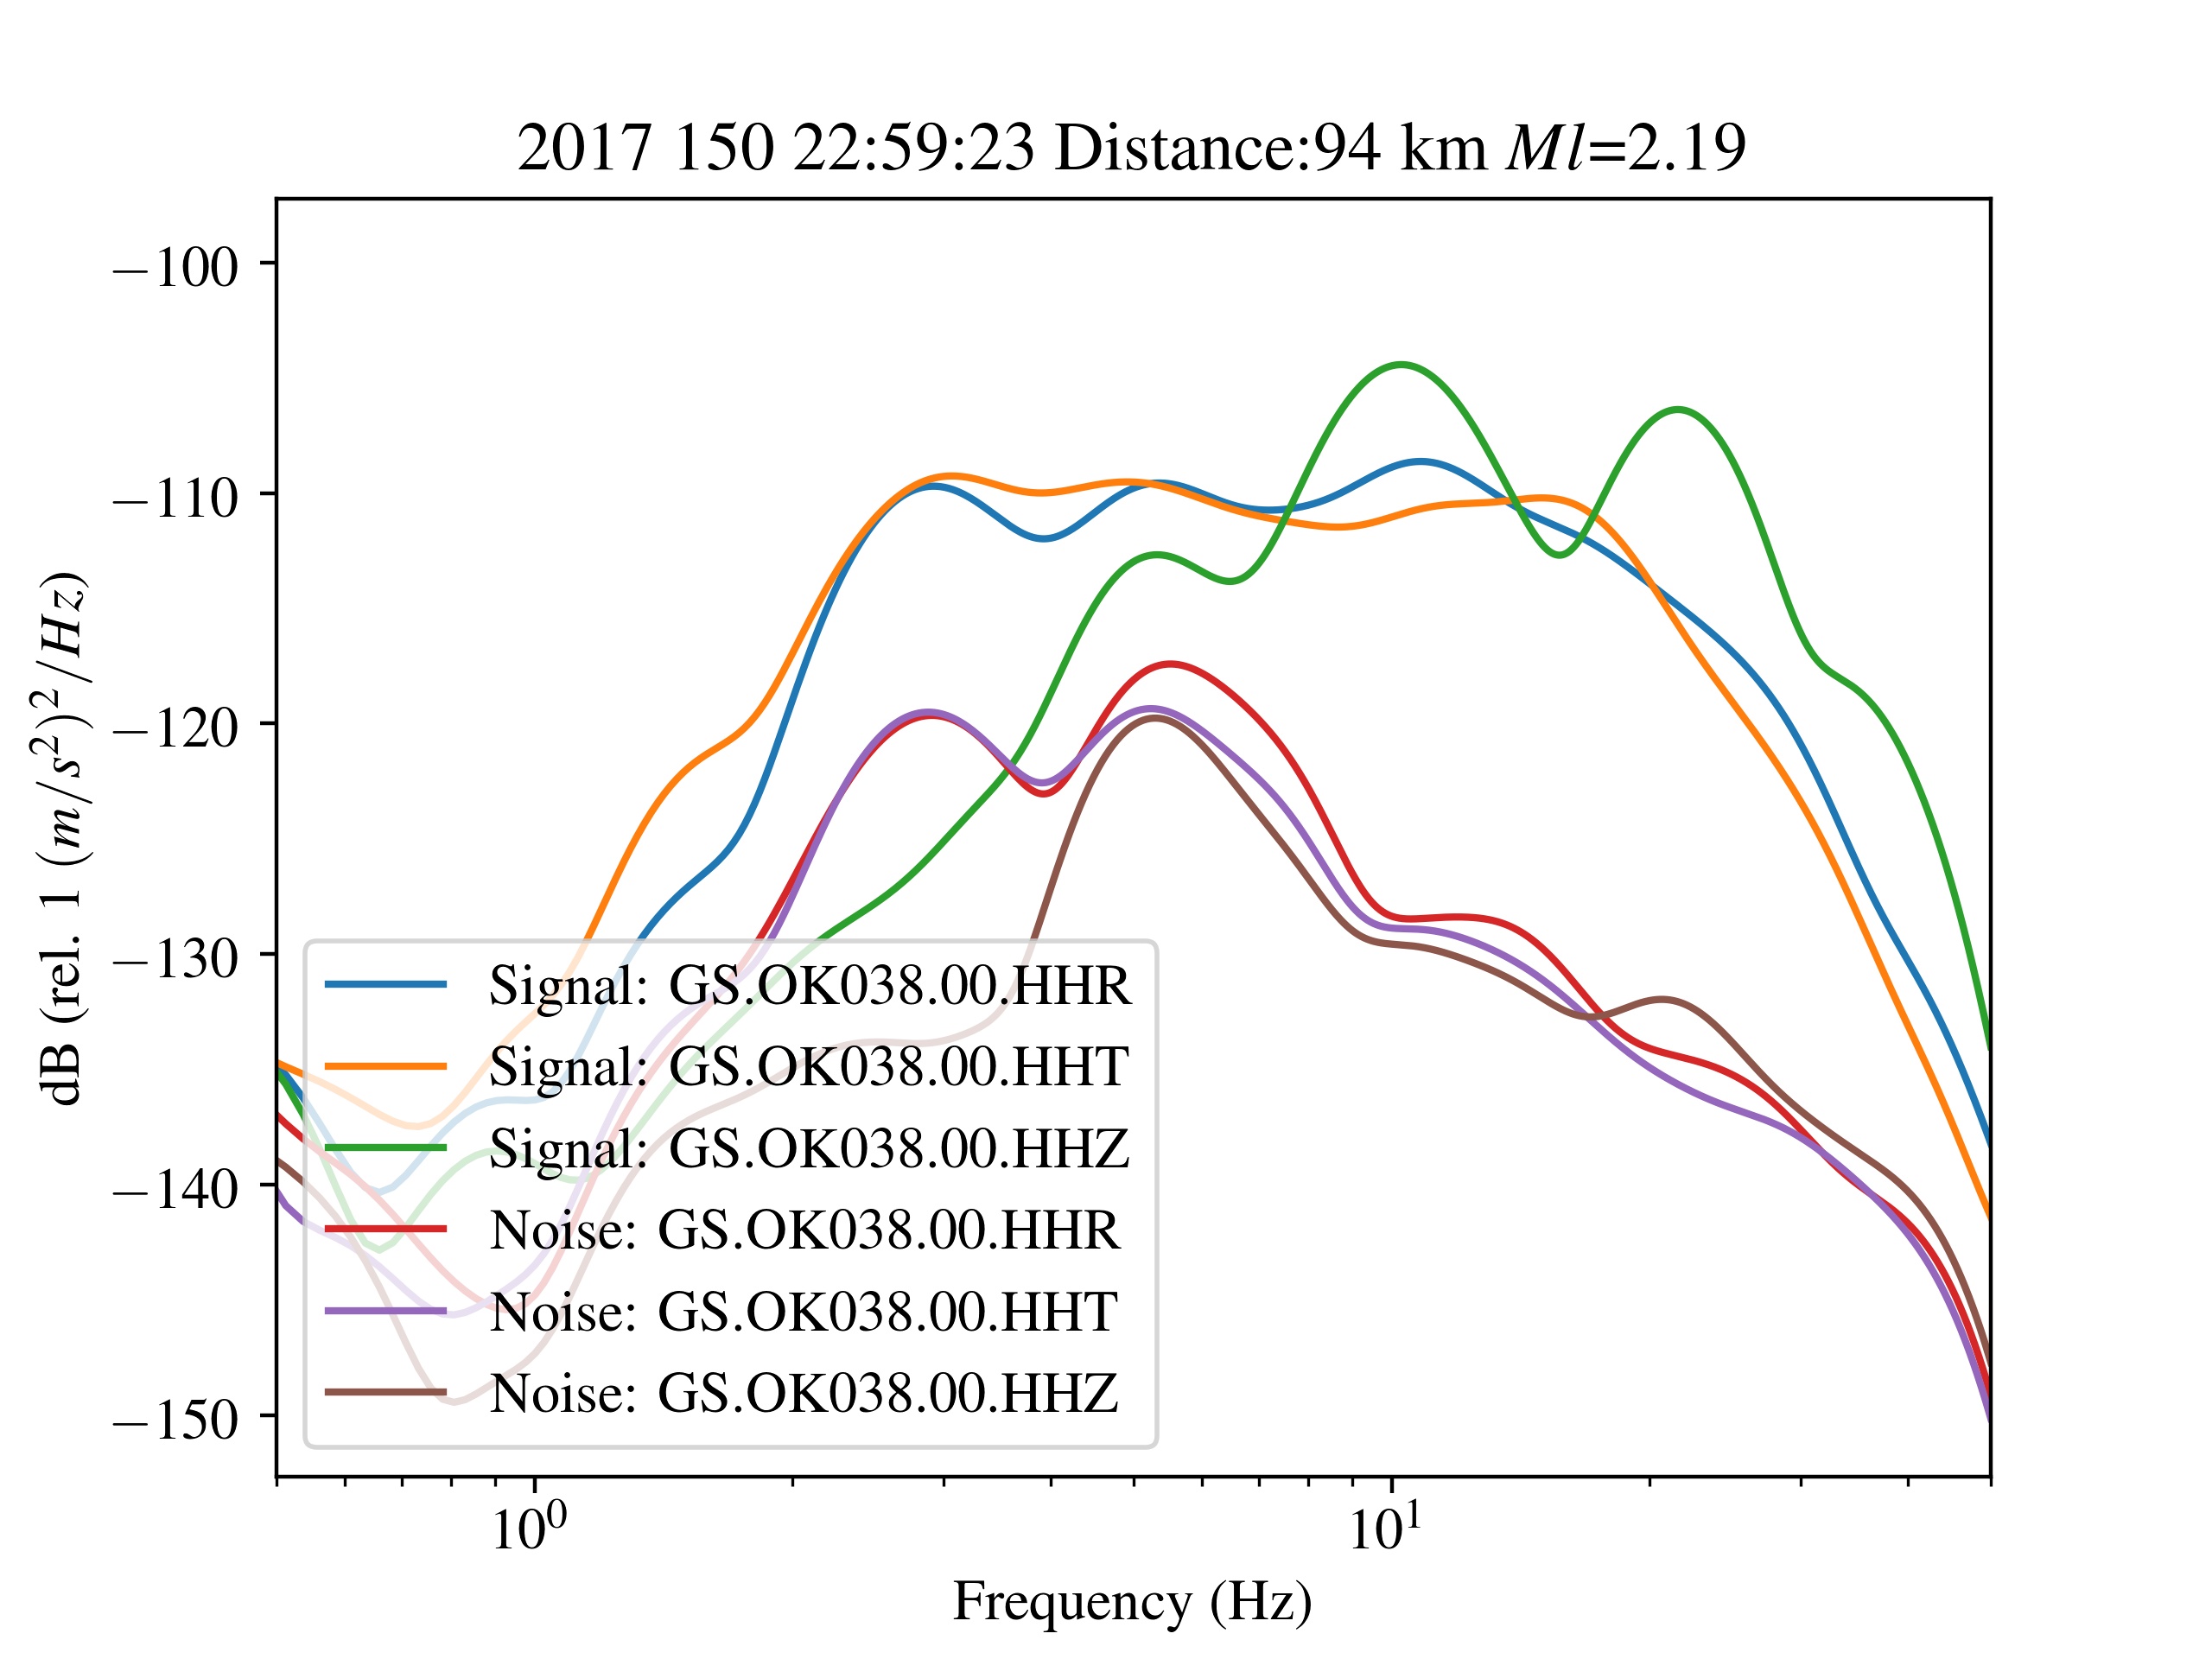 2017 150 22:59:23 Distance:94 km Ml=2.19
dB (rel. 1 (m/s²)²/Hz)
−100
−110
−120
−130
−140
−150
Signal: GS.OK038.00.HHR
Signal: GS.OK038.00.HHT
Signal: GS.OK038.00.HHZ
Noise: GS.OK038.00.HHR
Noise: GS.OK038.00.HHT
Noise: GS.OK038.00.HHZ
10⁰ 10¹
Frequency (Hz)